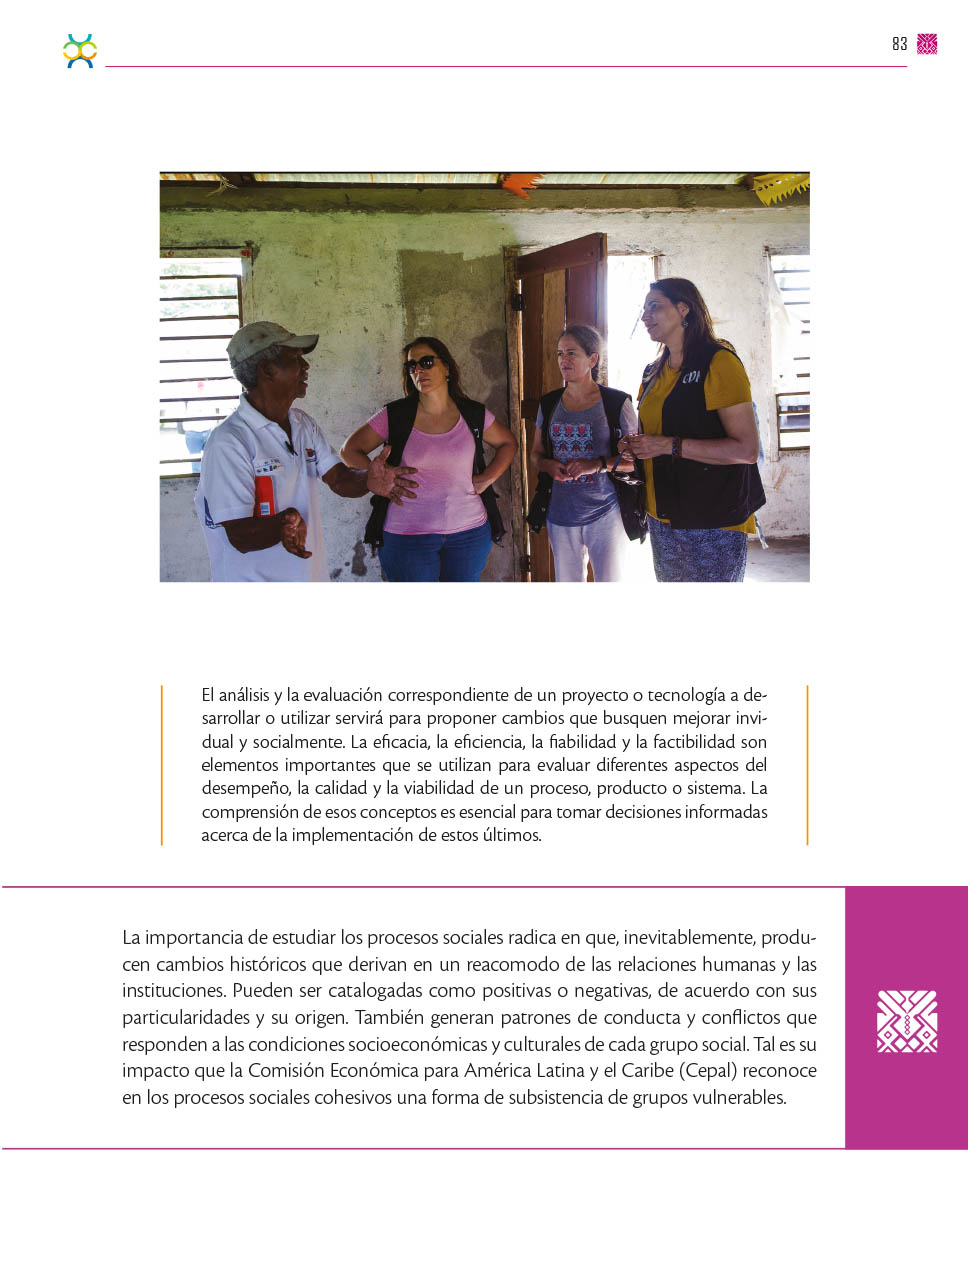 83
CDI
El análisis y la evaluación correspondiente de un proyecto o tecnología a de-
sarrollar o utilizar servirá para proponer cambios que busquen mejorar invi-
dual y socialmente. La eficacia, la eficiencia, la fiabilidad y la factibilidad son
elementos importantes que se utilizan para evaluar diferentes aspectos del
desempeño, la calidad y la viabilidad de un proceso, producto o sistema. La
comprensión de esos conceptos es esencial para tomar decisiones informadas
acerca de la implementación de estos últimos.
La importancia de estudiar los procesos sociales radica en que, inevitablemente, produ-
cen cambios históricos que derivan en un reacomodo de las relaciones humanas y las
instituciones. Pueden ser catalogadas como positivas o negativas, de acuerdo con sus
particularidades y su origen. También generan patrones de conducta y conflictos que
responden a las condiciones socioeconómicas y culturales de cada grupo social. Tal es su
impacto que la Comisión Económica para América Latina y el Caribe (Cepal) reconoce
en los procesos sociales cohesivos una forma de subsistencia de grupos vulnerables.